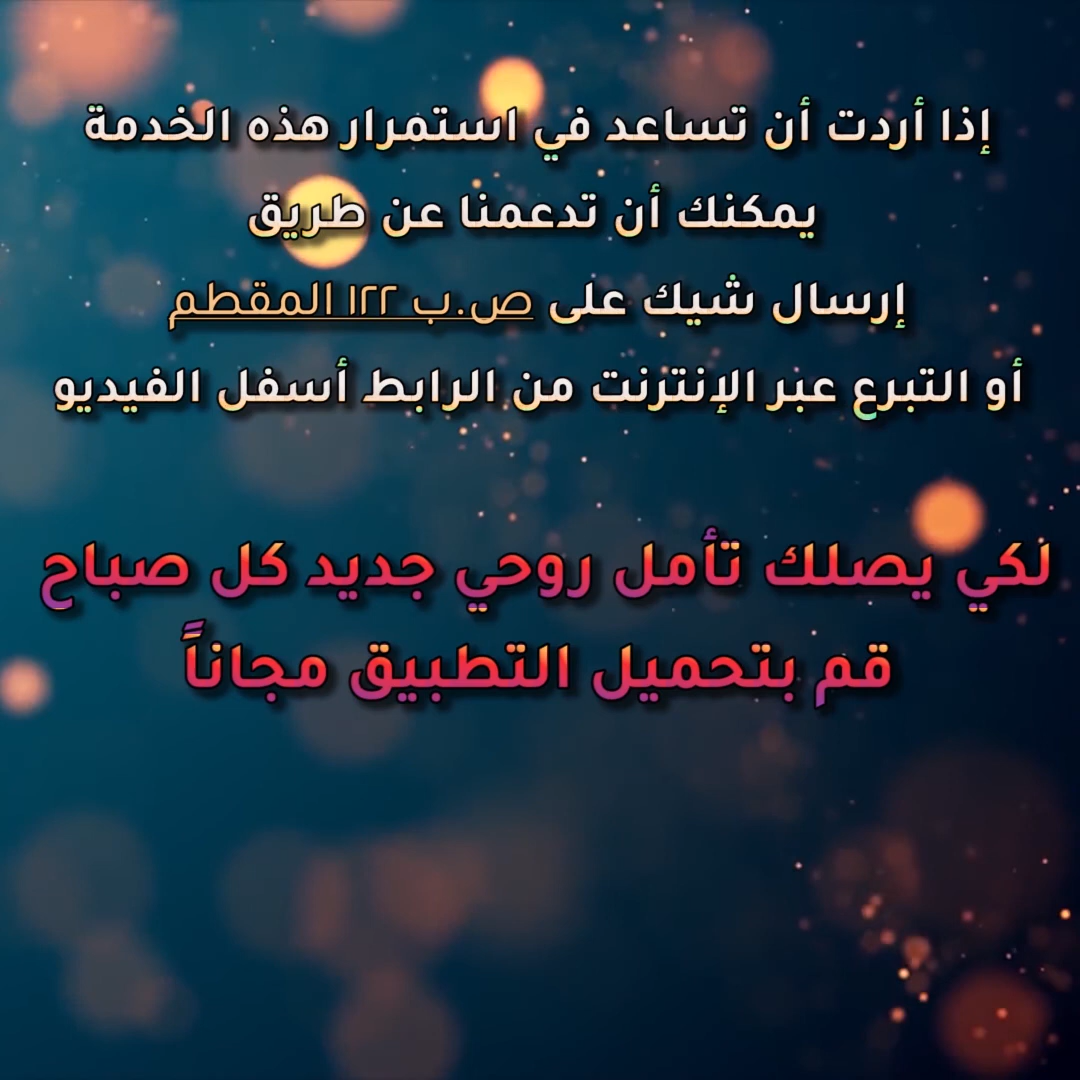 إذا أردت أن تساعد في استمرار هذه الخدمة
يمكنك أن تدعمنا عن طريق
إرسال شيك على ص.ب ١٢٢ المقطم
أو التبرع عبر الإنترنت من الرابط أسفل الفيديو
لكي يصلك تأمل روحي جديد كل صباح
قم بتحميل التطبيق مجاناً